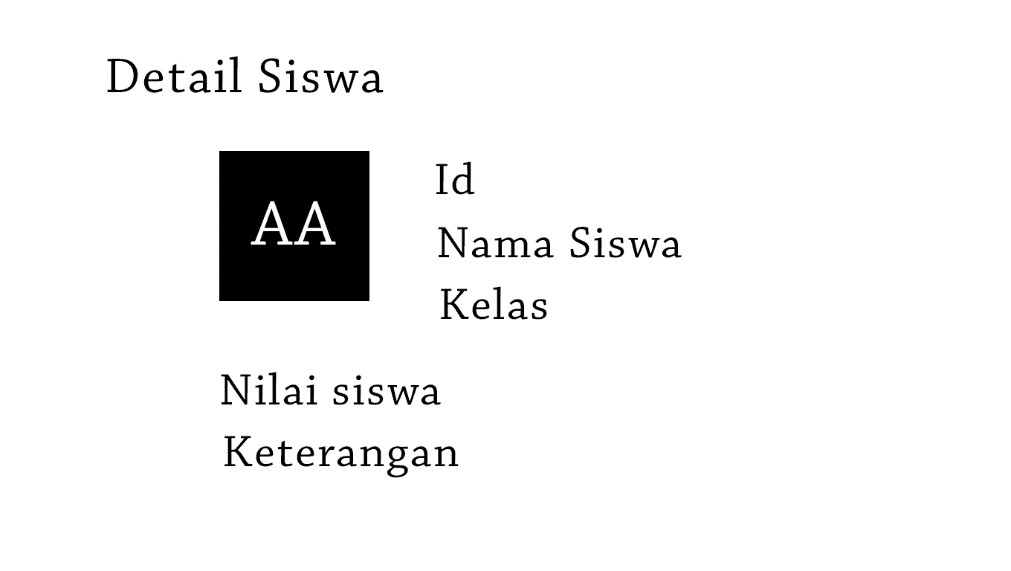 Detail Siswa
AA
Id
Nama Siswa
Kelas
Nilai siswa
Keterangan